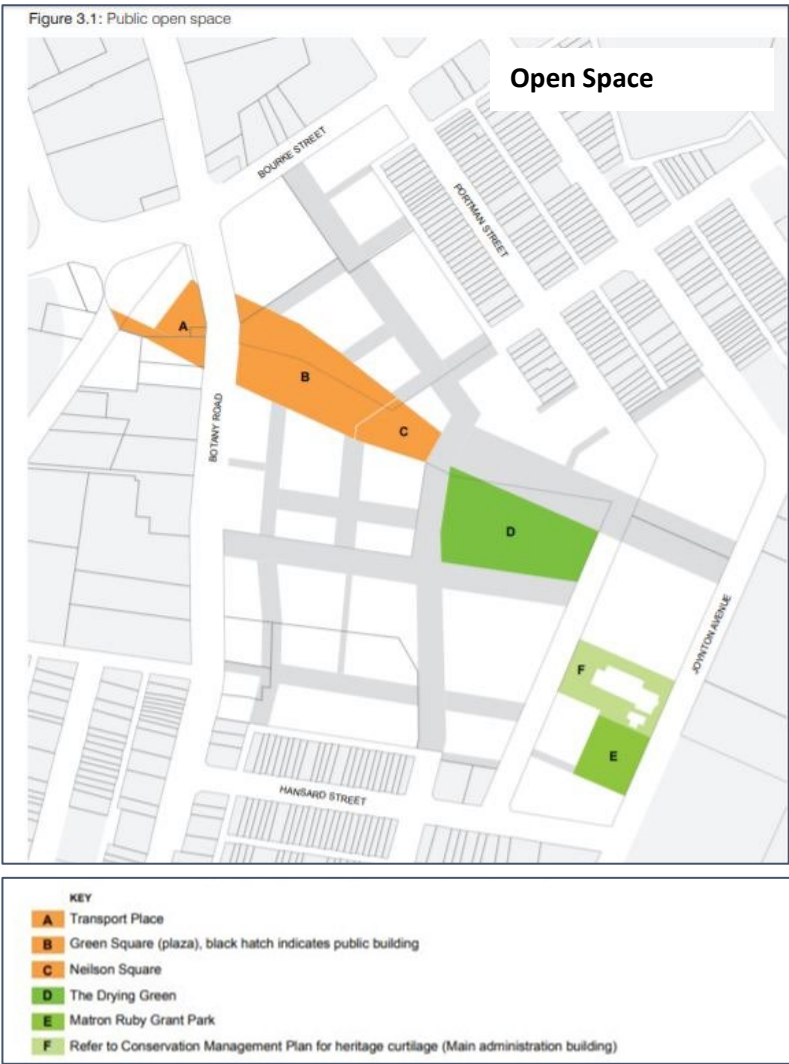 Figure 3.1: Public open space
Open Space
BOURKE STREET
PORTMAN STREET
A
B
BOTANY ROAD
C
D
JOYNTON AVENUE
F
E
HANSARD STREET
KEY
A Transport Place
B Green Square (plaza), black hatch indicates public building
C Neilson Square
D The Drying Green
E Matron Ruby Grant Park
F Refer to Conservation Management Plan for heritage curtilage (Main administration building)